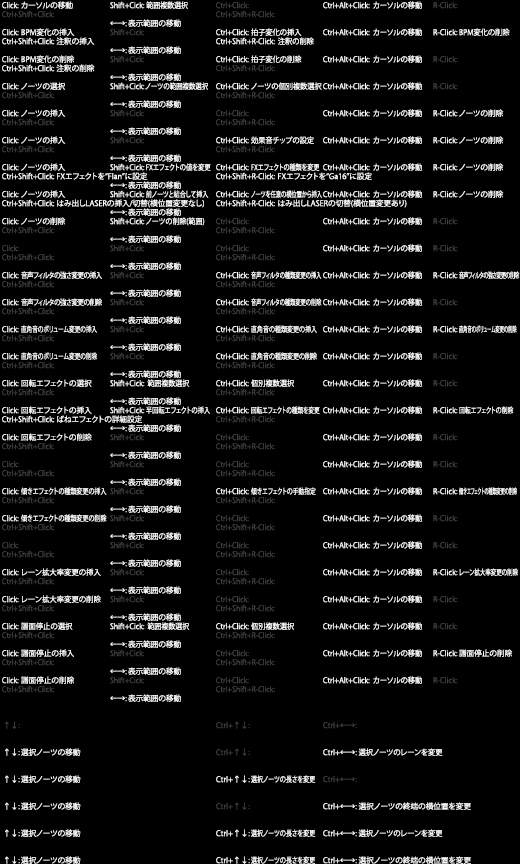 Click: カーソルの移動 Shift+Click: 範囲複数選択 Ctrl+Click: Ctrl+Alt+Click: カーソルの移動 R-Click:
Ctrl+Shift+Click: Ctrl+Shift+R-Click:
←→: 表示範囲の移動
Click: BPM変化の挿入 Shift+Click: Ctrl+Click: 拍子変化の挿入 Ctrl+Alt+Click: カーソルの移動 R-Click: BPM変化の削除
Ctrl+Shift+Click: 注釈の挿入 Ctrl+Shift+R-Click: 注釈の削除
←→: 表示範囲の移動
Click: BPM変化の削除 Shift+Click: Ctrl+Click: 拍子変化の削除 Ctrl+Alt+Click: カーソルの移動 R-Click:
Ctrl+Shift+Click: 注釈の削除 Ctrl+Shift+R-Click:
←→: 表示範囲の移動
Click: ノーツの選択 Shift+Click: ノーツの範囲複数選択 Ctrl+Click: ノーツの個別複数選択 Ctrl+Alt+Click: カーソルの移動 R-Click:
Ctrl+Shift+Click: Ctrl+Shift+R-Click:
←→: 表示範囲の移動
Click: ノーツの挿入 Shift+Click: Ctrl+Click: Ctrl+Alt+Click: カーソルの移動 R-Click: ノーツの削除
Ctrl+Shift+Click: Ctrl+Shift+R-Click:
←→: 表示範囲の移動
Click: ノーツの挿入 Shift+Click: Ctrl+Click: 効果音チップの設定 Ctrl+Alt+Click: カーソルの移動 R-Click: ノーツの削除
Ctrl+Shift+Click: Ctrl+Shift+R-Click:
←→: 表示範囲の移動
Click: ノーツの挿入 Shift+Click: FXエフェクトの値を変更 Ctrl+Click: FXエフェクトの種類を変更 Ctrl+Alt+Click: カーソルの移動 R-Click: ノーツの削除
Ctrl+Shift+Click: FXエフェクトを"Flan"に設定 Ctrl+Shift+R-Click: FXエフェクトを"Ga16"に設定
←→: 表示範囲の移動
Click: ノーツの挿入 Shift+Click: 前ノーツと結合して挿入 Ctrl+Click: ノーツを任意の横位置から挿入 Ctrl+Alt+Click: カーソルの移動 R-Click: ノーツの削除
Ctrl+Shift+Click: はみ出しLASERの挿入/切替(横位置変更なし) Ctrl+Shift+R-Click: はみ出しLASERの切替(横位置変更あり)
←→: 表示範囲の移動
Click: ノーツの削除 Shift+Click: ノーツの削除(範囲) Ctrl+Click: Ctrl+Alt+Click: カーソルの移動 R-Click:
Ctrl+Shift+Click: Ctrl+Shift+R-Click:
←→: 表示範囲の移動
Click: Shift+Click: Ctrl+Click: Ctrl+Alt+Click: カーソルの移動 R-Click:
Ctrl+Shift+Click: Ctrl+Shift+R-Click:
←→: 表示範囲の移動
Click: 音声フィルタの強さ変更の挿入 Shift+Click: Ctrl+Click: 音声フィルタの種類変更の挿入 Ctrl+Alt+Click: カーソルの移動 R-Click: 音声フィルタの強さ変更の削除
Ctrl+Shift+Click: Ctrl+Shift+R-Click:
←→: 表示範囲の移動
Click: 音声フィルタの強さ変更の削除 Shift+Click: Ctrl+Click: 音声フィルタの種類変更の削除 Ctrl+Alt+Click: カーソルの移動 R-Click:
Ctrl+Shift+Click: Ctrl+Shift+R-Click:
←→: 表示範囲の移動
Click: 直角音のボリューム変更の挿入 Shift+Click: Ctrl+Click: 直角音の種類変更の挿入 Ctrl+Alt+Click: カーソルの移動 R-Click: 直角音のボリューム変更の削除
Ctrl+Shift+Click: Ctrl+Shift+R-Click:
←→: 表示範囲の移動
Click: 直角音のボリューム変更の削除 Shift+Click: Ctrl+Click: 直角音の種類変更の削除 Ctrl+Alt+Click: カーソルの移動 R-Click:
Ctrl+Shift+Click: Ctrl+Shift+R-Click:
←→: 表示範囲の移動
Click: 回転エフェクトの選択 Shift+Click: 範囲複数選択 Ctrl+Click: 個別複数選択 Ctrl+Alt+Click: カーソルの移動 R-Click:
Ctrl+Shift+Click: Ctrl+Shift+R-Click:
←→: 表示範囲の移動
Click: 回転エフェクトの挿入 Shift+Click: 半回転エフェクトの挿入 Ctrl+Click: 回転エフェクトの種類を変更 Ctrl+Alt+Click: カーソルの移動 R-Click: 回転エフェクトの削除
Ctrl+Shift+Click: ばねエフェクトの詳細設定 Ctrl+Shift+R-Click:
←→: 表示範囲の移動
Click: 回転エフェクトの削除 Shift+Click: Ctrl+Click: Ctrl+Alt+Click: カーソルの移動 R-Click:
Ctrl+Shift+Click: Ctrl+Shift+R-Click:
←→: 表示範囲の移動
Click: Shift+Click: Ctrl+Click: Ctrl+Alt+Click: カーソルの移動 R-Click:
Ctrl+Shift+Click: Ctrl+Shift+R-Click:
←→: 表示範囲の移動
Click: 傾きエフェクトの種類変更の挿入 Shift+Click: Ctrl+Click: 傾きエフェクトの手動指定 Ctrl+Alt+Click: カーソルの移動 R-Click: 傾きエフェクトの種類変更の削除
Ctrl+Shift+Click: Ctrl+Shift+R-Click:
←→: 表示範囲の移動
Click: 傾きエフェクトの種類変更の削除 Shift+Click: Ctrl+Click: Ctrl+Alt+Click: カーソルの移動 R-Click:
Ctrl+Shift+Click: Ctrl+Shift+R-Click:
←→: 表示範囲の移動
Click: Shift+Click: Ctrl+Click: Ctrl+Alt+Click: カーソルの移動 R-Click:
Ctrl+Shift+Click: Ctrl+Shift+R-Click:
←→: 表示範囲の移動
Click: レーン拡大率変更の挿入 Shift+Click: Ctrl+Click: Ctrl+Alt+Click: カーソルの移動 R-Click: レーン拡大率変更の削除
Ctrl+Shift+Click: Ctrl+Shift+R-Click:
←→: 表示範囲の移動
Click: レーン拡大率変更の削除 Shift+Click: Ctrl+Click: Ctrl+Alt+Click: カーソルの移動 R-Click:
Ctrl+Shift+Click: Ctrl+Shift+R-Click:
←→: 表示範囲の移動
Click: 譜面停止の選択 Shift+Click: 範囲複数選択 Ctrl+Click: 個別複数選択 Ctrl+Alt+Click: カーソルの移動 R-Click:
Ctrl+Shift+Click: Ctrl+Shift+R-Click:
←→: 表示範囲の移動
Click: 譜面停止の挿入 Shift+Click: Ctrl+Click: Ctrl+Alt+Click: カーソルの移動 R-Click: 譜面停止の削除
Ctrl+Shift+Click: Ctrl+Shift+R-Click:
←→: 表示範囲の移動
Click: 譜面停止の削除 Shift+Click: Ctrl+Click: Ctrl+Alt+Click: カーソルの移動 R-Click:
Ctrl+Shift+Click: Ctrl+Shift+R-Click:
←→: 表示範囲の移動
↑↓: Ctrl+↑↓: Ctrl+←→:
↑↓: 選択ノーツの移動 Ctrl+↑↓: Ctrl+←→: 選択ノーツのレーンを変更
↑↓: 選択ノーツの移動 Ctrl+↑↓: 選択ノーツの長さを変更 Ctrl+←→:
↑↓: 選択ノーツの移動 Ctrl+↑↓: Ctrl+←→: 選択ノーツの終端の横位置を変更
↑↓: 選択ノーツの移動 Ctrl+↑↓: 選択ノーツの長さを変更 Ctrl+←→: 選択ノーツのレーンを変更
↑↓: 選択ノーツの移動 Ctrl+↑↓: 選択ノーツの長さを変更 Ctrl+←→: 選択ノーツの終端の横位置を変更